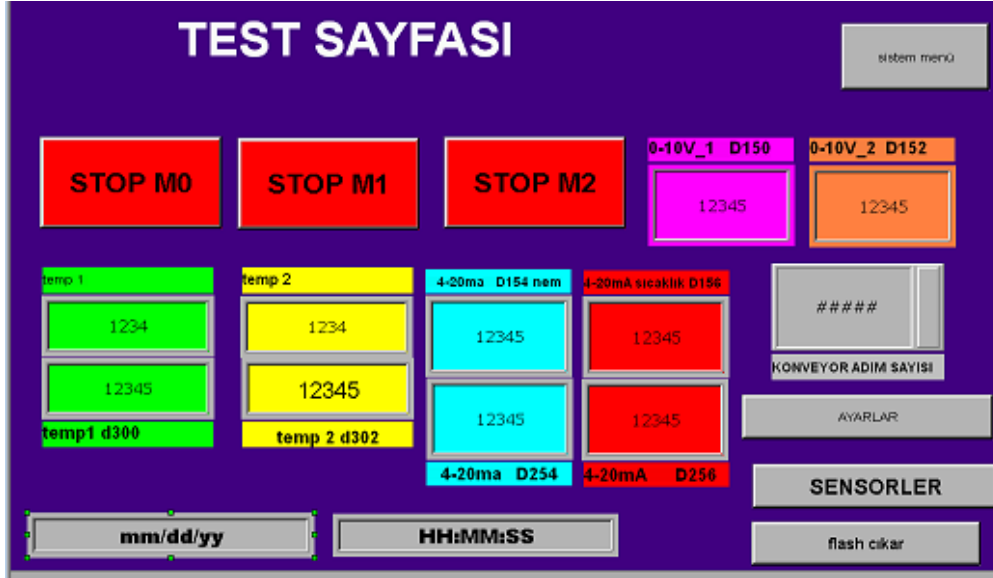 TEST SAYFASI
sistem menü
STOP M0
STOP M1
STOP M2
0-10V_1 D150
12345
0-10V_2 D152
12345
temp 1
1234
12345
temp1 d300
temp 2
1234
12345
temp 2 d302
4-20ma D154 nem
12345
12345
4-20ma D254
4-20mA sıcaklık D156
12345
12345
4-20mA D256
#####
KONVEYOR ADIM SAYISI
AYARLAR
SENSORLER
flash cıkar
mm/dd/yy
HH:MM:SS